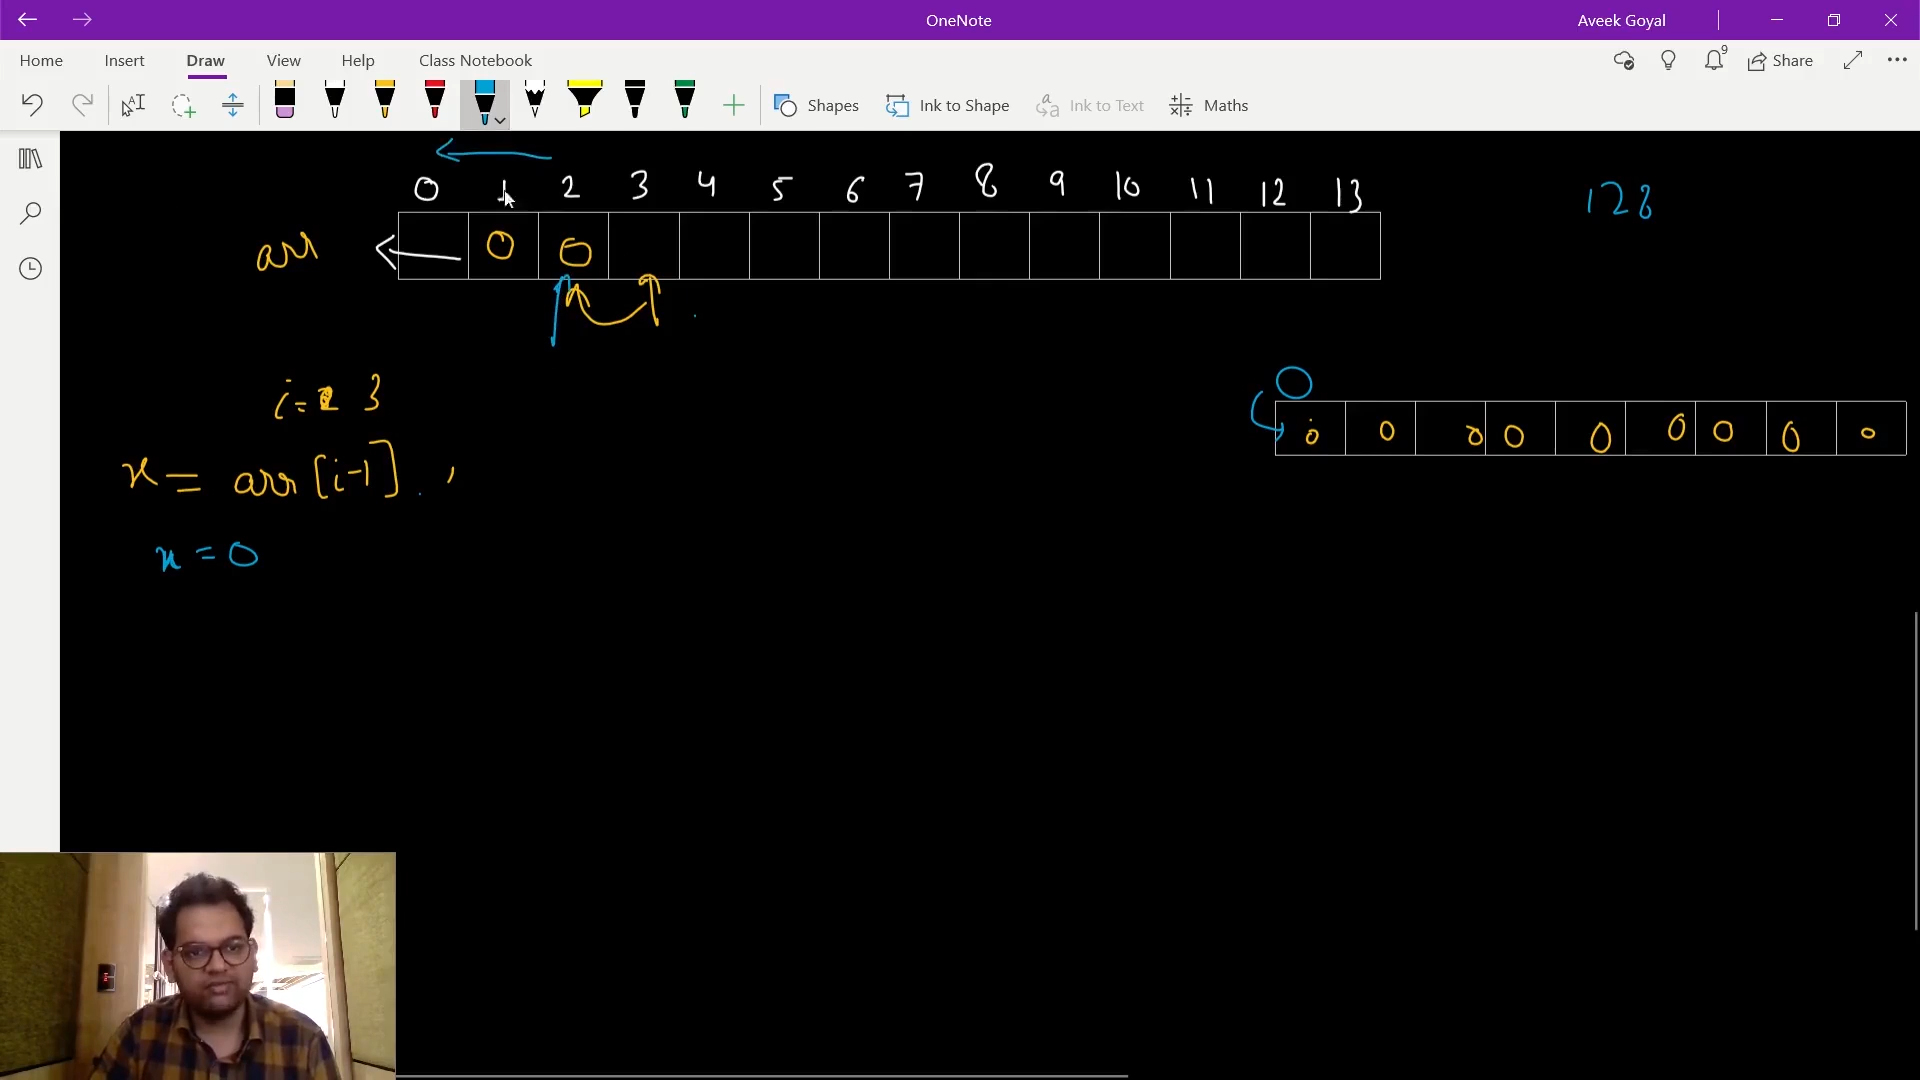 OneNote
Aveek Goyal
Home Insert Draw View Help Class Notebook
9
Share
Shapes Ink to Shape Ink to Text Maths
0 1 2 3 4 5 6 7 8 9 10 11 12 13
128
arr 0 0
0
i = 2 3
0 0 0 0 0 0 0 0 0
x = arr[i-1]
x = 0